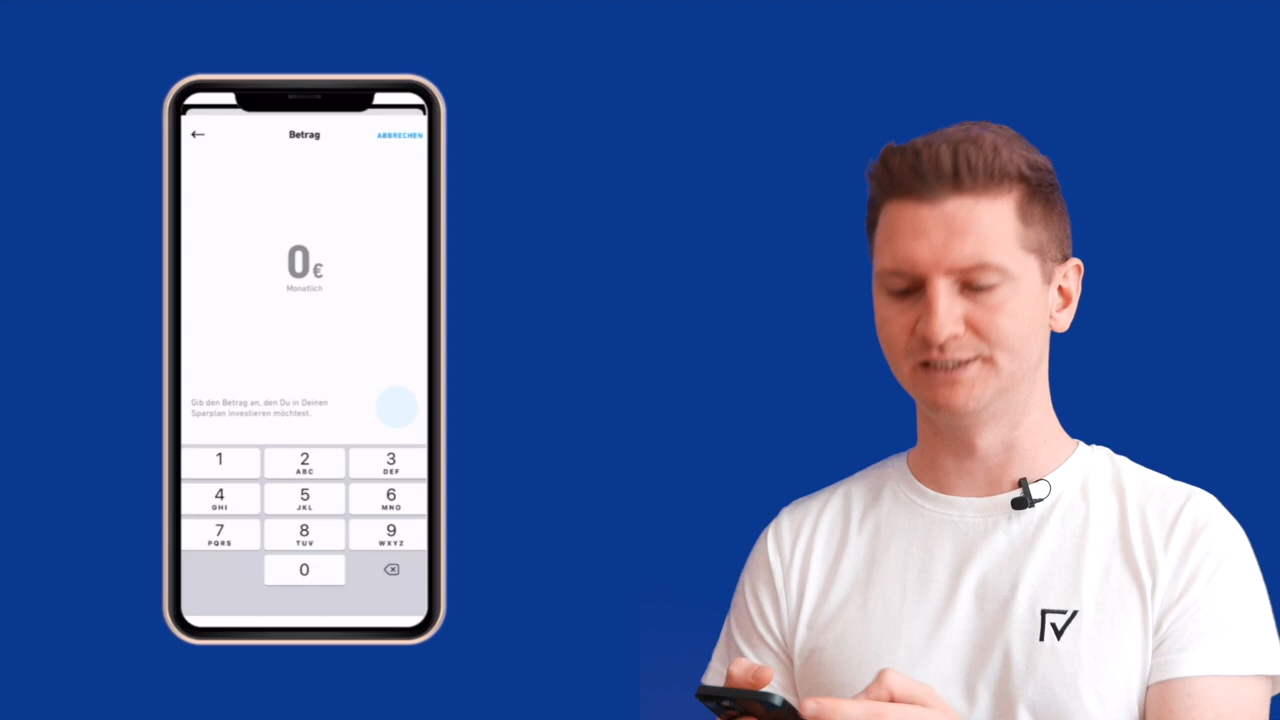 Betrag
ABBRECHEN
0€
Monatlich
Gib den Betrag an, den Du in Deinen
Sparplan investieren möchtest.
1
2
ABC
3
DEF
4
GHI
5
JKL
6
MNO
7
PQRS
8
TUV
9
WXYZ
0